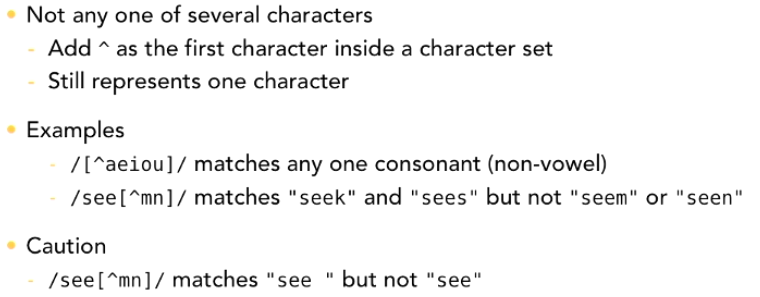 • Not any one of several characters
- Add ^ as the first character inside a character set
- Still represents one character
• Examples
- /[^aeiou]/ matches any one consonant (non-vowel)
- /see[^mn]/ matches "seek" and "sees" but not "seem" or "seen"
• Caution
- /see[^mn]/ matches "see " but not "see"